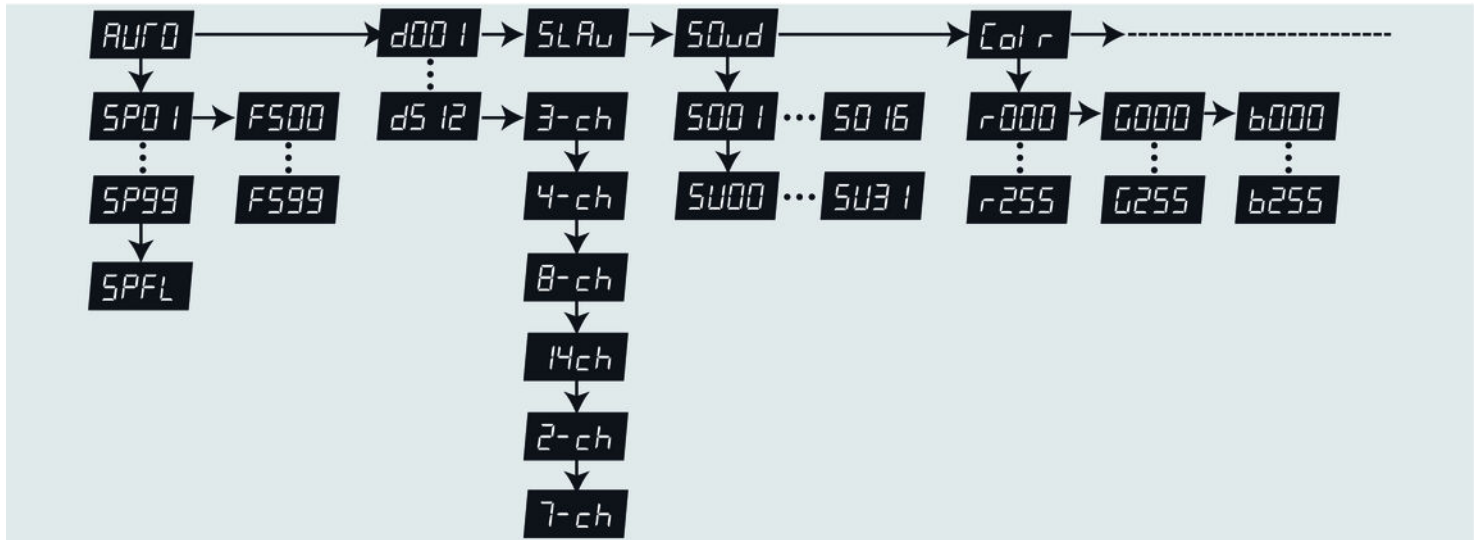 AUTO d001 SLAu SOud Colr
SP01 FS00 d512 3-ch SO01 SO16 r000 G000 b000
SP99 FS99 4-ch SU00 SU31 r255 G255 b255
SPFL 8-ch
14ch
2-ch
7-ch